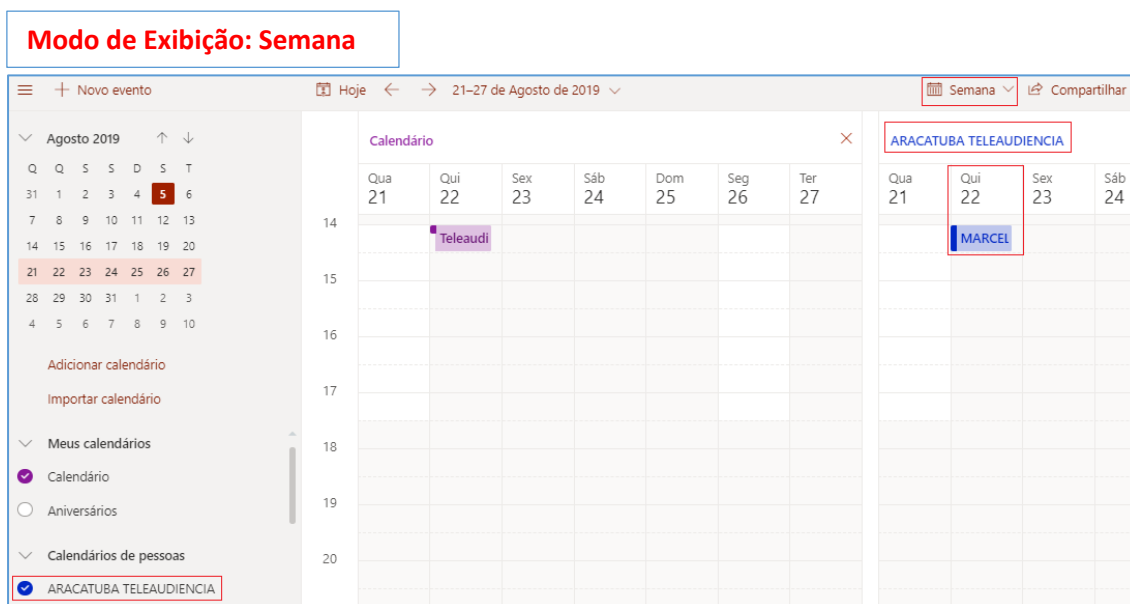 Modo de Exibição: Semana
Novo evento
Hoje
21–27 de Agosto de 2019
Semana
Compartilhar
Agosto 2019
Q Q S S D S T
31 1 2 3 4 5 6
7 8 9 10 11 12 13
14 15 16 17 18 19 20
21 22 23 24 25 26 27
28 29 30 31 1 2 3
4 5 6 7 8 9 10
Adicionar calendário
Importar calendário
Meus calendários
Calendário
Aniversários
Calendários de pessoas
ARACATUBA TELEAUDIENCIA
Calendário
Qua Qui Sex Sáb Dom Seg Ter
21 22 23 24 25 26 27
14
Teleaudi
15
16
17
18
19
20
ARACATUBA TELEAUDIENCIA
Qua Qui Sex Sáb
21 22 23 24
MARCEL